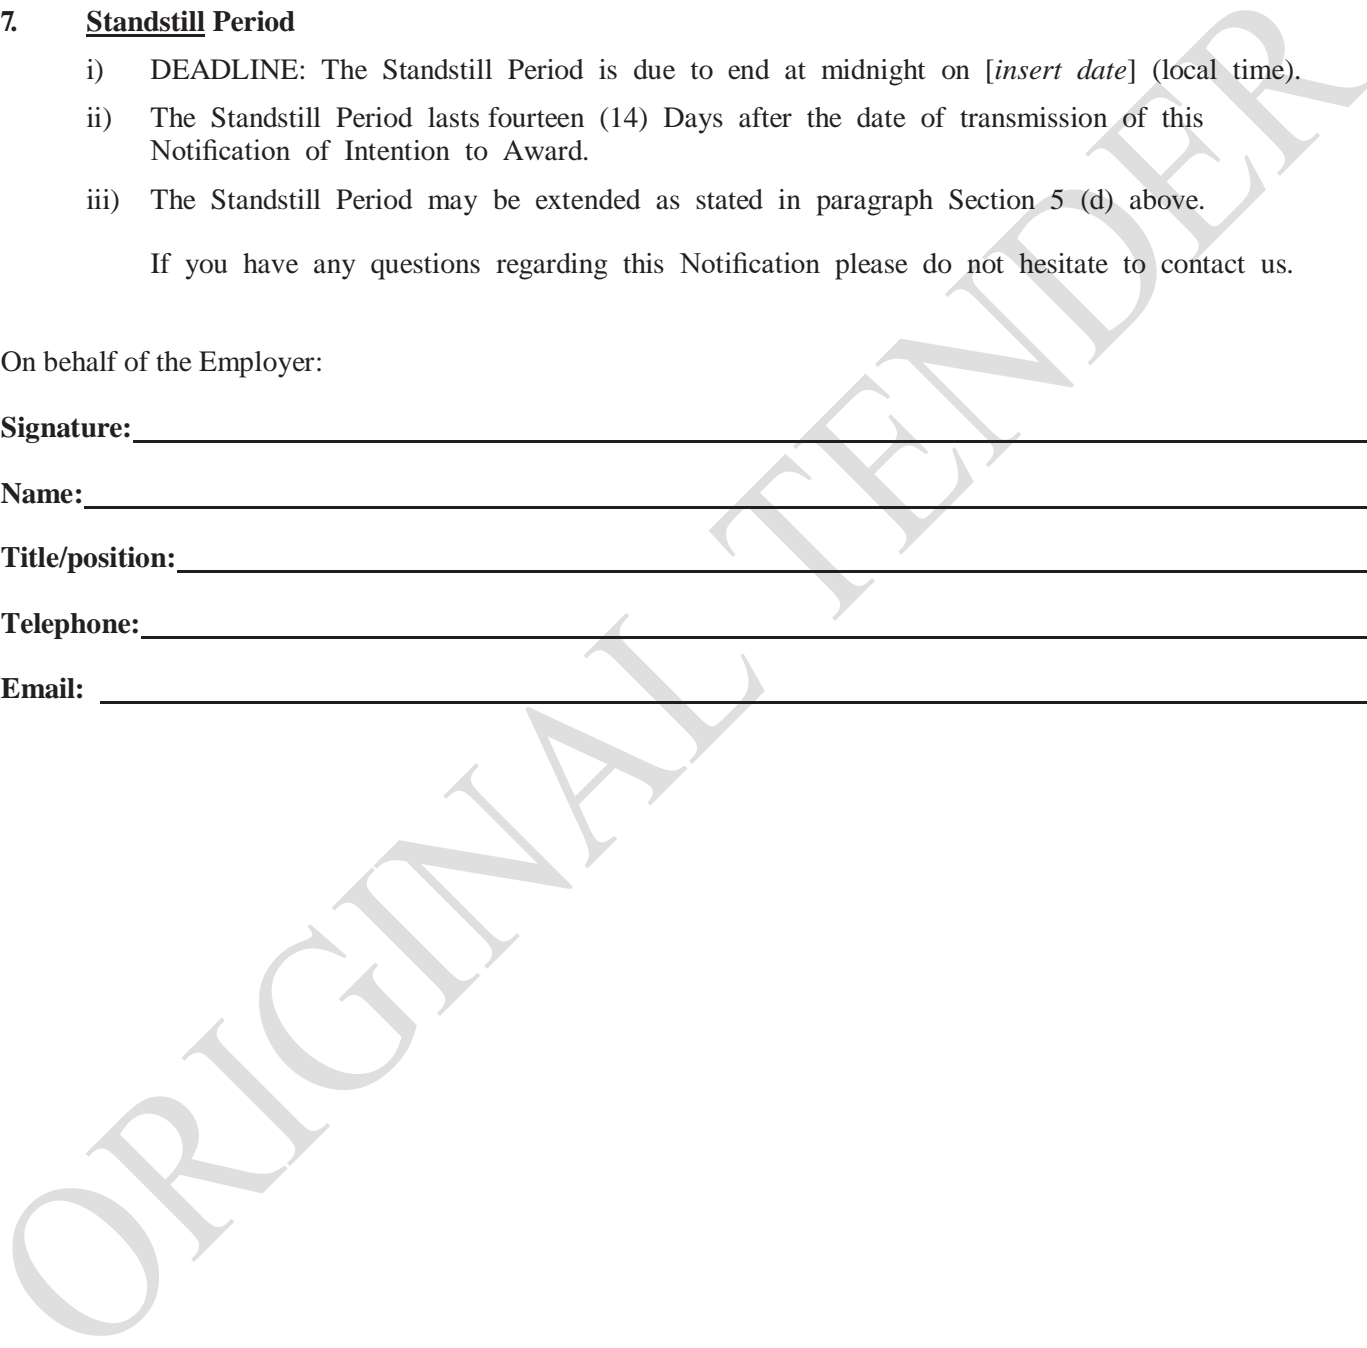 7. Standstill Period
i) DEADLINE: The Standstill Period is due to end at midnight on [insert date] (local time).
ii) The Standstill Period lasts fourteen (14) Days after the date of transmission of this
Notification of Intention to Award.
iii) The Standstill Period may be extended as stated in paragraph Section 5 (d) above.
If you have any questions regarding this Notification please do not hesitate to contact us.
On behalf of the Employer:
Signature:
Name:
Title/position:
Telephone:
Email:
ORIGINAL TENDER